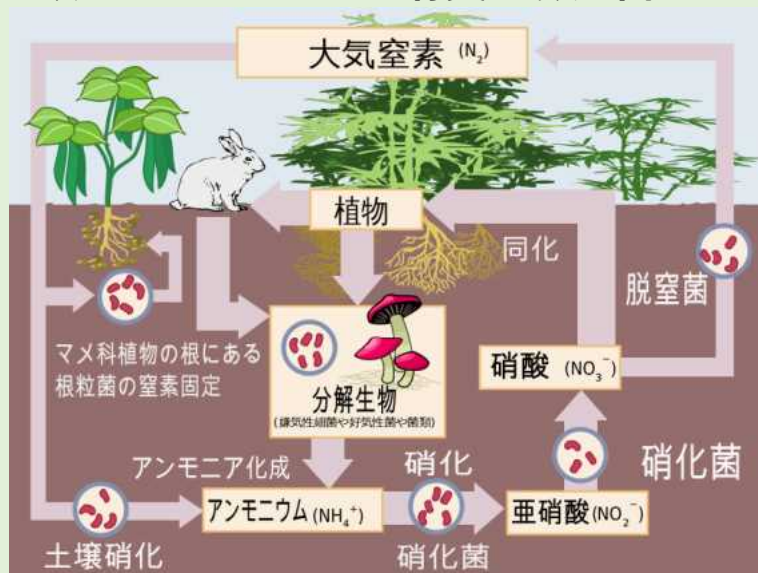 大気窒素 (N₂)
植物
同化
脱窒菌
マメ科植物の根にある
根粒菌の窒素固定
硝酸 (NO₃⁻)
分解生物
(嫌気性細菌や好気性菌や菌類)
アンモニア化成
硝化
硝化菌
アンモニウム (NH₄⁺)
亜硝酸 (NO₂⁻)
土壌硝化
硝化菌